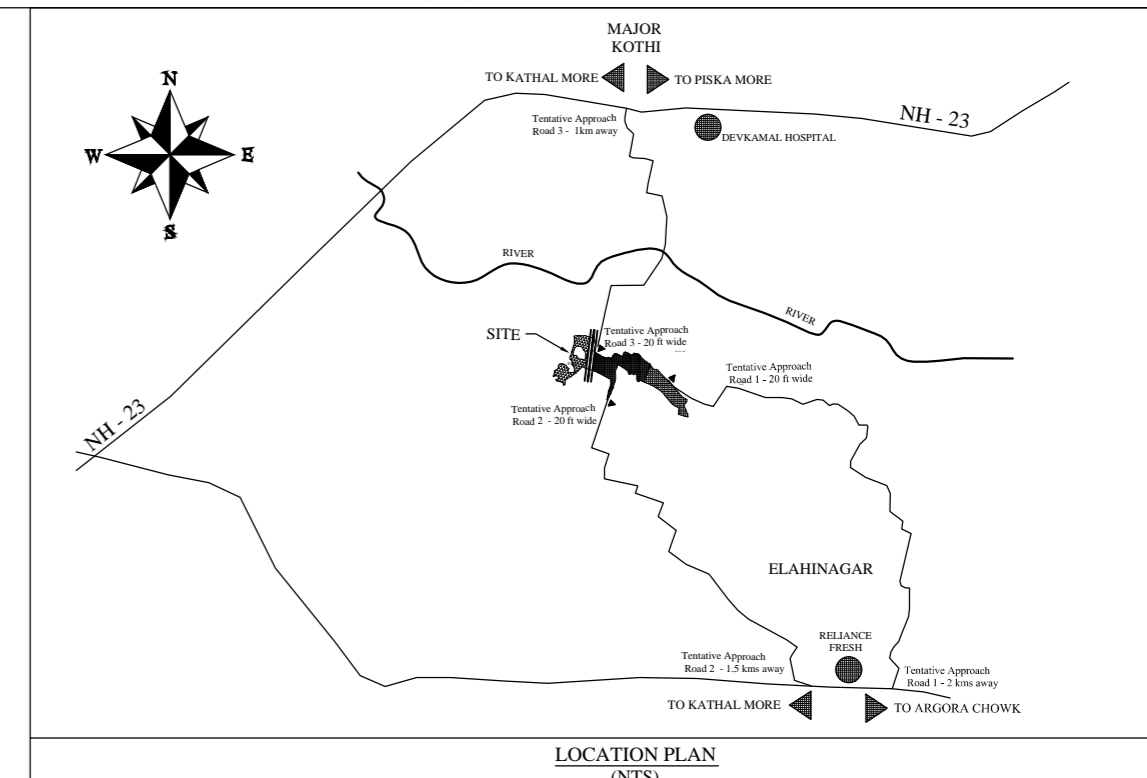 MAJOR
KOTHI
TO KATHAL MORE
TO PISKA MORE
N
W
E
S
Tentative Approach
Road 3 - 1km away
DEVKAMAL HOSPITAL
NH - 23
RIVER
RIVER
SITE
Tentative Approach
Road 3 - 20 ft wide
Tentative Approach
Road 1 - 20 ft wide
Tentative Approach
Road 2 - 20 ft wide
NH - 23
ELAHINAGAR
RELIANCE
FRESH
Tentative Approach
Road 2 - 1.5 kms away
Tentative Approach
Road 1 - 2 kms away
TO KATHAL MORE
TO ARGORA CHOWK
LOCATION PLAN
(NTS)